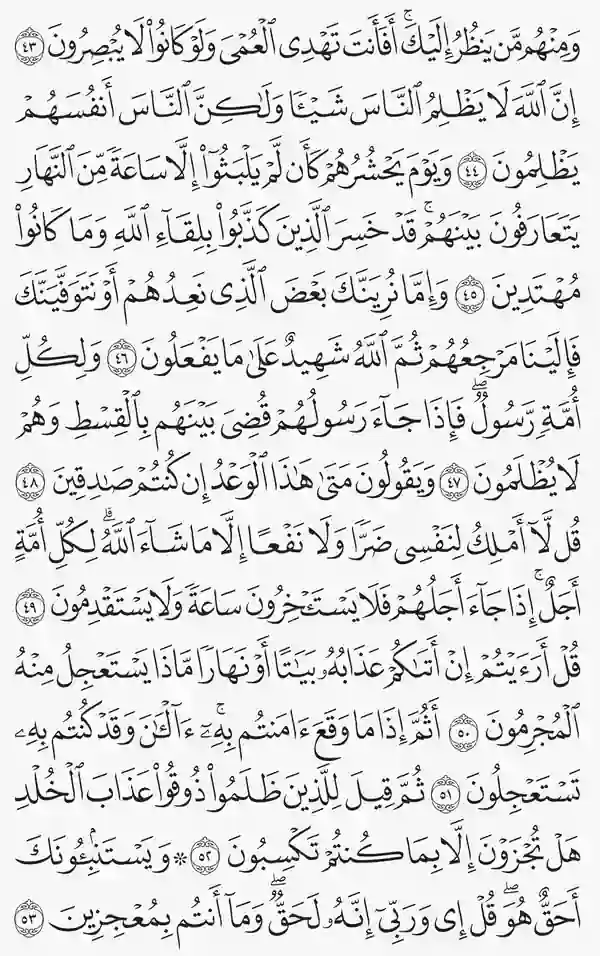 وَمِنۡهُم مَّن يَنظُرُ إِلَيۡكَۚ أَفَأَنتَ تَهۡدِي ٱلۡعُمۡيَ وَلَوۡ كَانُواْ لَا يُبۡصِرُونَ ٤٣
إِنَّ ٱللَّهَ لَا يَظۡلِمُ ٱلنَّاسَ شَيۡـٔٗا وَلَٰكِنَّ ٱلنَّاسَ أَنفُسَهُمۡ
يَظۡلِمُونَ ٤٤ وَيَوۡمَ يَحۡشُرُهُمۡ كَأَن لَّمۡ يَلۡبَثُوٓاْ إِلَّا سَاعَةٗ مِّنَ ٱلنَّهَارِ
يَتَعَارَفُونَ بَيۡنَهُمۡۚ قَدۡ خَسِرَ ٱلَّذِينَ كَذَّبُواْ بِلِقَآءِ ٱللَّهِ وَمَا كَانُواْ
مُهۡتَدِينَ ٤٥ وَإِمَّا نُرِيَنَّكَ بَعۡضَ ٱلَّذِي نَعِدُهُمۡ أَوۡ نَتَوَفَّيَنَّكَ
فَإِلَيۡنَا مَرۡجِعُهُمۡ ثُمَّ ٱللَّهُ شَهِيدٌ عَلَىٰ مَا يَفۡعَلُونَ ٤٦ وَلِكُلِّ
أُمَّةٖ رَّسُولٞۖ فَإِذَا جَآءَ رَسُولُهُمۡ قُضِيَ بَيۡنَهُم بِٱلۡقِسۡطِ وَهُمۡ
لَا يُظۡلَمُونَ ٤٧ وَيَقُولُونَ مَتَىٰ هَٰذَا ٱلۡوَعۡدُ إِن كُنتُمۡ صَٰدِقِينَ ٤٨
قُل لَّآ أَمۡلِكُ لِنَفۡسِي ضَرّٗا وَلَا نَفۡعًا إِلَّا مَا شَآءَ ٱللَّهُۗ لِكُلِّ أُمَّةٍ
أَجَلٌۚ إِذَا جَآءَ أَجَلُهُمۡ فَلَا يَسۡتَـٔۡخِرُونَ سَاعَةٗ وَلَا يَسۡتَقۡدِمُونَ ٤٩
قُلۡ أَرَءَيۡتُمۡ إِنۡ أَتَىٰكُمۡ عَذَابُهُۥ بَيَٰتًا أَوۡ نَهَارٗا مَّاذَا يَسۡتَعۡجِلُ مِنۡهُ
ٱلۡمُجۡرِمُونَ ٥٠ أَثُمَّ إِذَا مَا وَقَعَ ءَامَنتُم بِهِۦٓۚ ءَآلۡـَٰٔنَ وَقَدۡ كُنتُم بِهِۦ
تَسۡتَعۡجِلُونَ ٥١ ثُمَّ قِيلَ لِلَّذِينَ ظَلَمُواْ ذُوقُواْ عَذَابَ ٱلۡخُلۡدِ
هَلۡ تُجۡزَوۡنَ إِلَّا بِمَا كُنتُمۡ تَكۡسِبُونَ ٥٢ ۞ وَيَسۡتَنۢبِـُٔونَكَ
أَحَقٌّ هُوَۖ قُلۡ إِي وَرَبِّيٓ إِنَّهُۥ لَحَقّٞۖ وَمَآ أَنتُم بِمُعۡجِزِينَ ٥٣